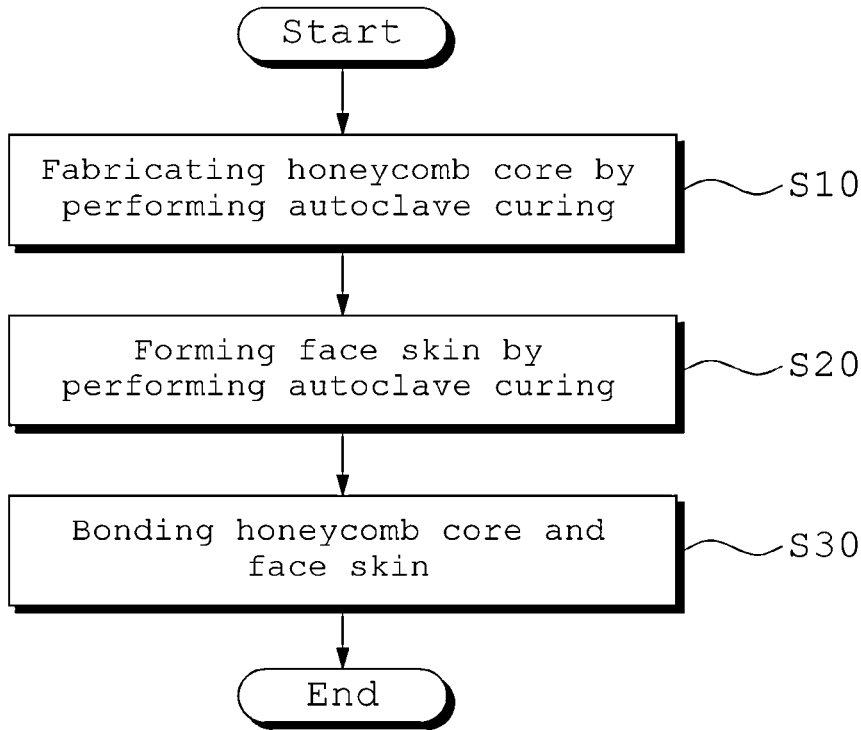 Start
Fabricating honeycomb core by
performing autoclave curing
S10
Forming face skin by
performing autoclave curing
S20
Bonding honeycomb core and
face skin
S30
End